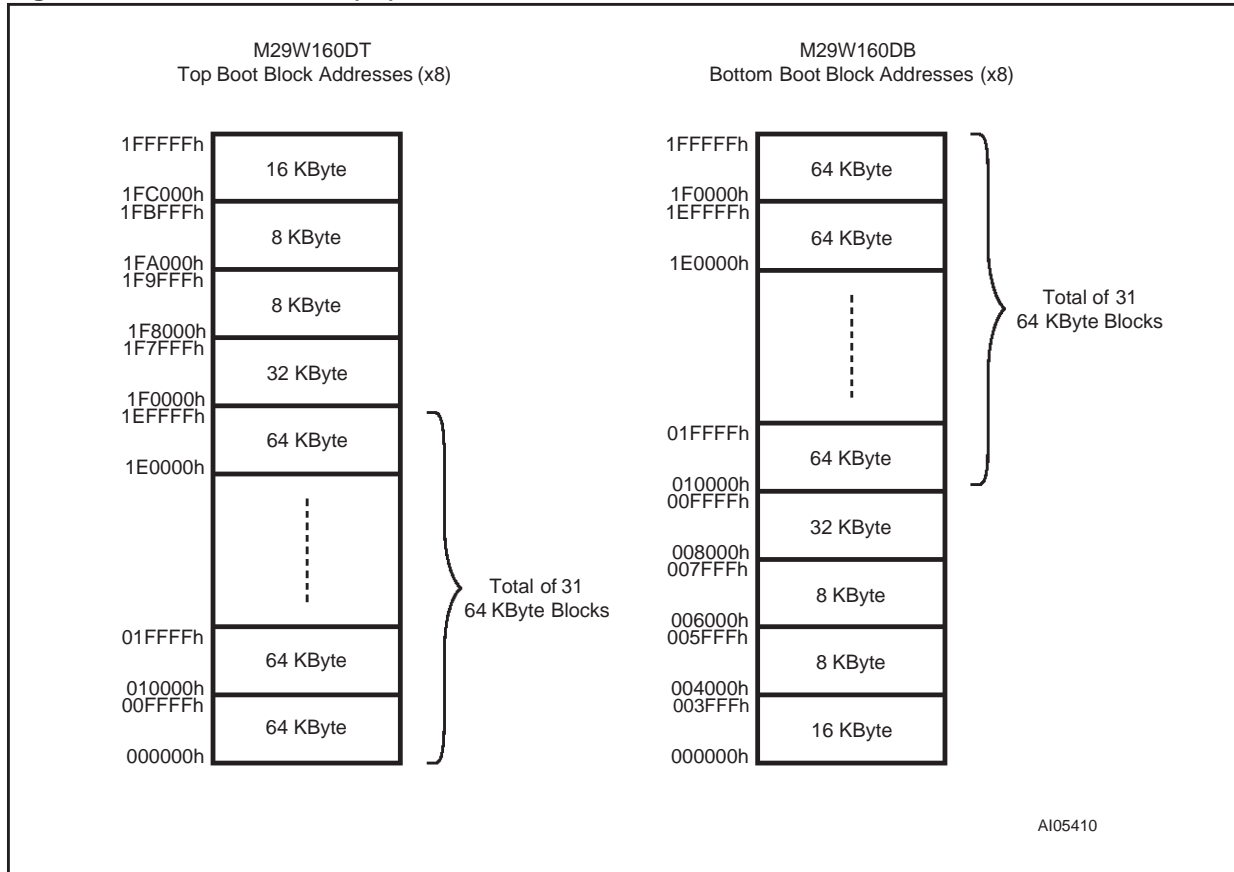 M29W160DT
Top Boot Block Addresses (x8)
1FFFFFh
16 KByte
1FC000h
1FBFFFh
8 KByte
1FA000h
1F9FFFh
8 KByte
1F8000h
1F7FFFh
32 KByte
1F0000h
1EFFFFh
64 KByte
1E0000h
Total of 31
64 KByte Blocks
01FFFFh
64 KByte
010000h
00FFFFh
64 KByte
000000h
M29W160DB
Bottom Boot Block Addresses (x8)
1FFFFFh
64 KByte
1F0000h
1EFFFFh
64 KByte
1E0000h
Total of 31
64 KByte Blocks
01FFFFh
64 KByte
010000h
00FFFFh
32 KByte
008000h
007FFFh
8 KByte
006000h
005FFFh
8 KByte
004000h
003FFFh
16 KByte
000000h
AI05410